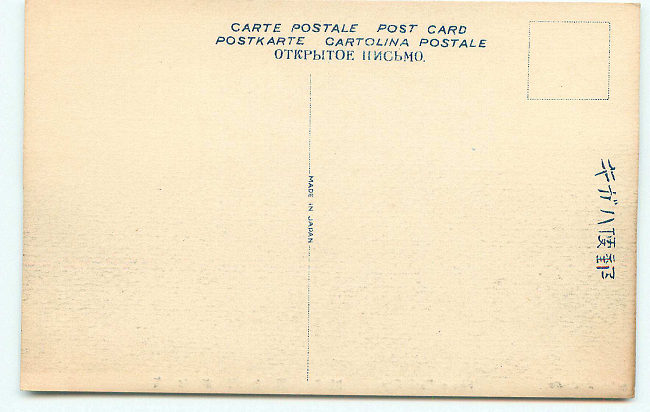 CARTE POSTALE POST CARD
POSTKARTE CARTOLINA POSTALE
ОТКРЫТОЕ ПИСЬМО.
MADE IN JAPAN
郵便ハガキ